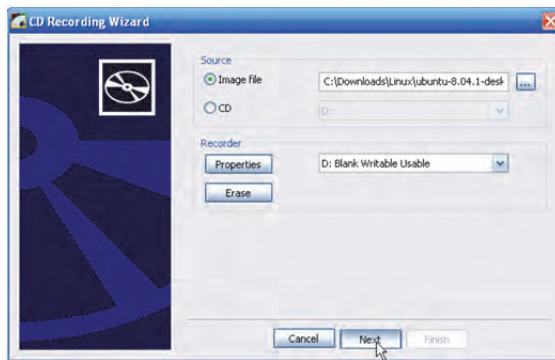 CD Recording Wizard
Source
Image file
C:\Downloads\Linux\ubuntu-8.04.1-desk
...
CD
D:
Recorder
Properties
D: Blank Writable Usable
Erase
Cancel
Next
Finish